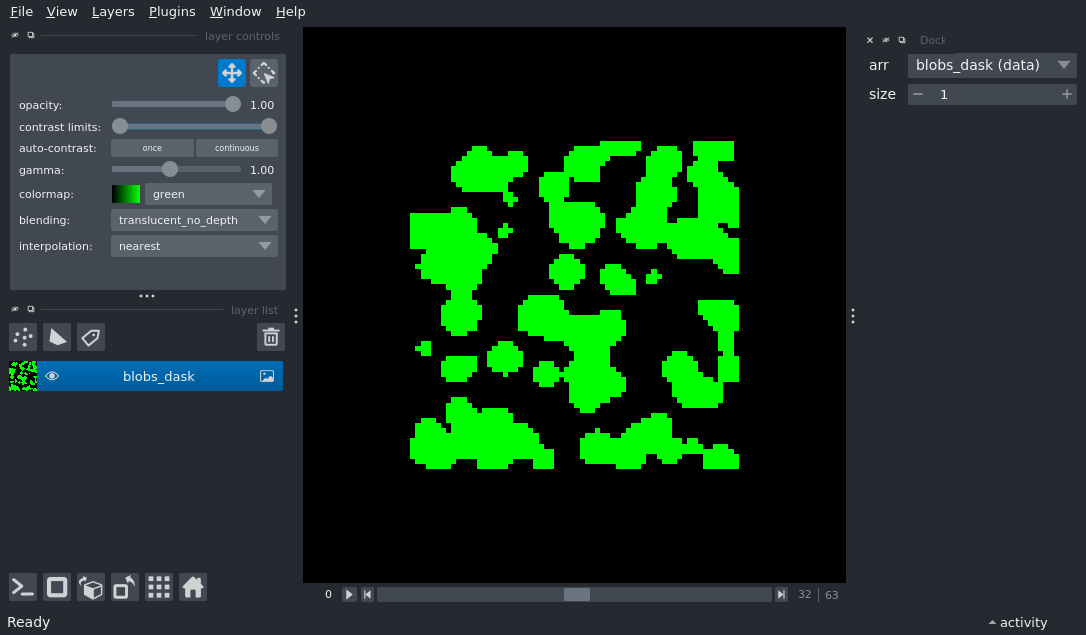 File View Layers Plugins Window Help
layer controls
opacity: 1.00
contrast limits:
auto-contrast: once continuous
gamma: 1.00
colormap: green
blending: translucent_no_depth
interpolation: nearest
layer list
blobs_dask
Dock
arr blobs_dask (data)
size 1
0 32 63
Ready
activity